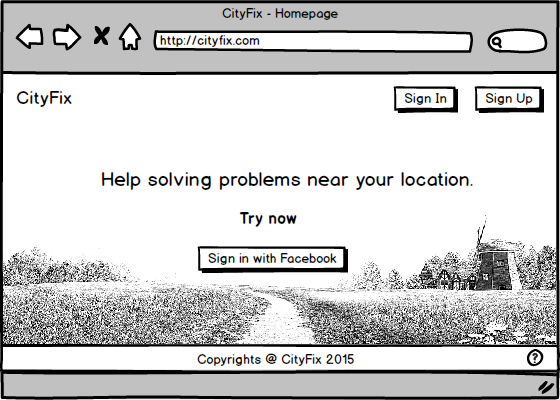 CityFix - Homepage
http://cityfix.com
CityFix
Sign In
Sign Up
Help solving problems near your location.
Try now
Sign in with Facebook
Copyrights @ CityFix 2015
?